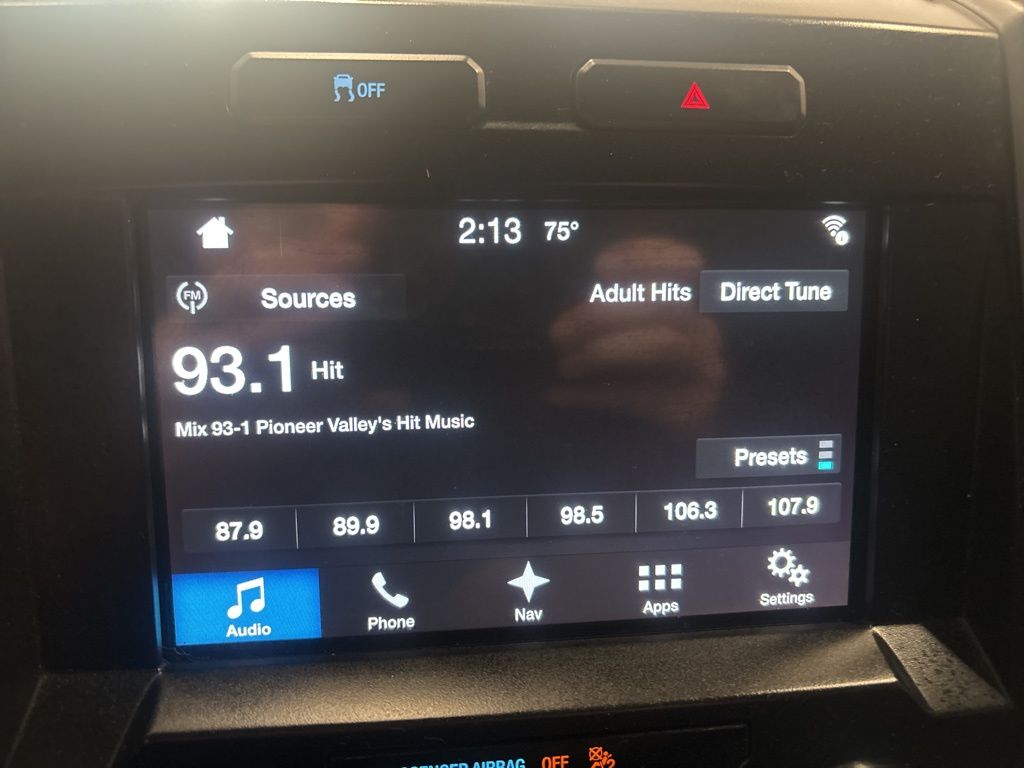 OFF
2:13 75°
FM Sources Adult Hits Direct Tune
93.1 Hit
Mix 93-1 Pioneer Valley's Hit Music
Presets
87.9 89.9 98.1 98.5 106.3 107.9
Audio Phone Nav Apps Settings
AIRBAG OFF